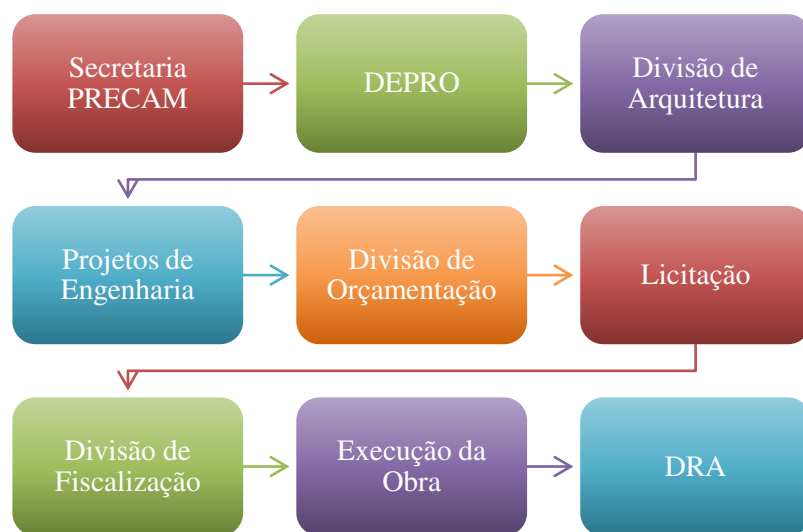 Secretaria
PRECAM
DEPRO
Divisão de
Arquitetura
Projetos de
Engenharia
Divisão de
Orçamentação
Licitação
Divisão de
Fiscalização
Execução da
Obra
DRA